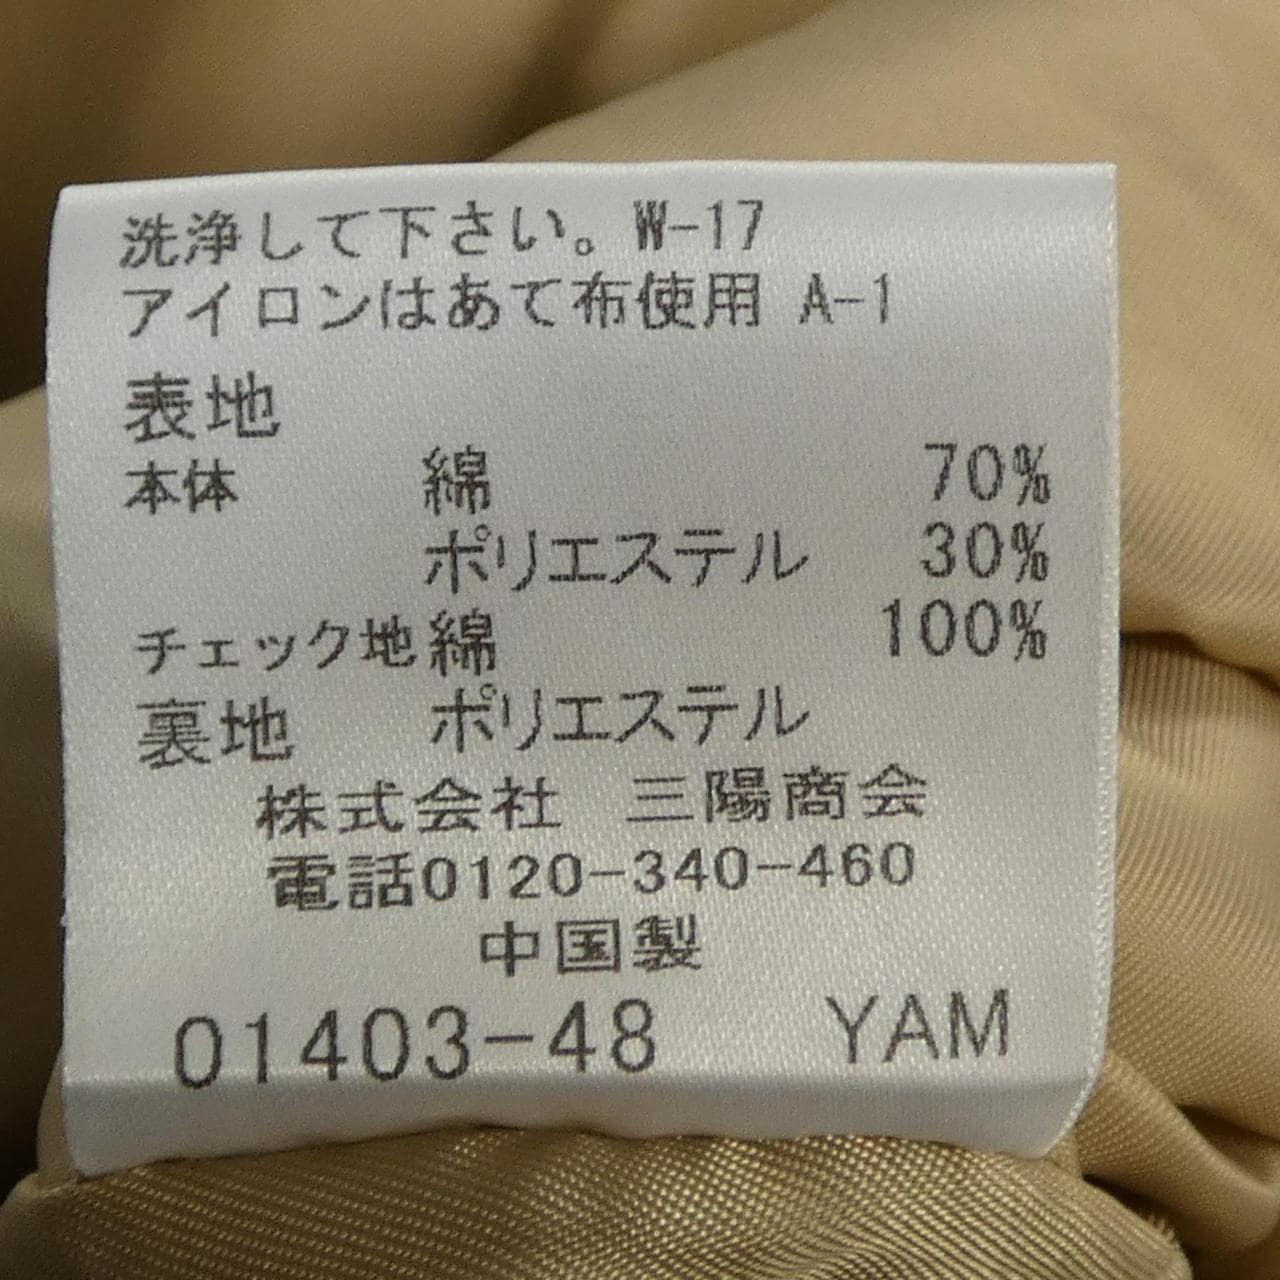 洗浄して下さい。W-17
アイロンはあて布使用 A-1
表地
本体 綿 70%
ポリエステル 30%
チェック地 綿 100%
裏地 ポリエステル
株式会社 三陽商会
電話0120-340-460
中国製
01403-48 YAM